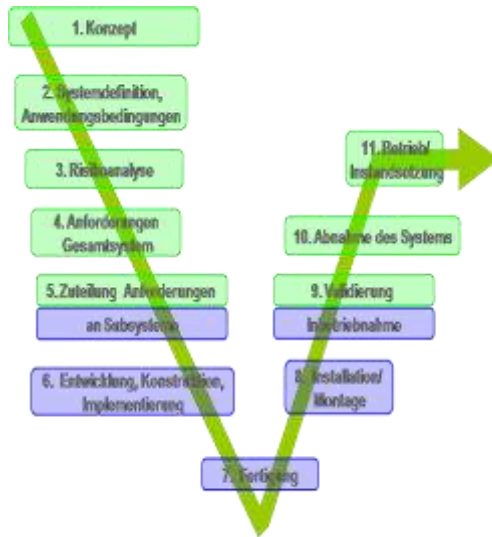 1. Konzept
2. Systemdefinition,
Anwendungsbedingungen
3. Risikoanalyse
4. Anforderungen
Gesamtsystem
5. Zuteilung Anforderungen
an Subsysteme
6. Entwicklung, Konstruktion,
Implementierung
7. Fertigung
8. Installation/
Montage
9. Validierung
Inbetriebnahme
10. Abnahme des Systems
11. Betrieb/
Instandsetzung